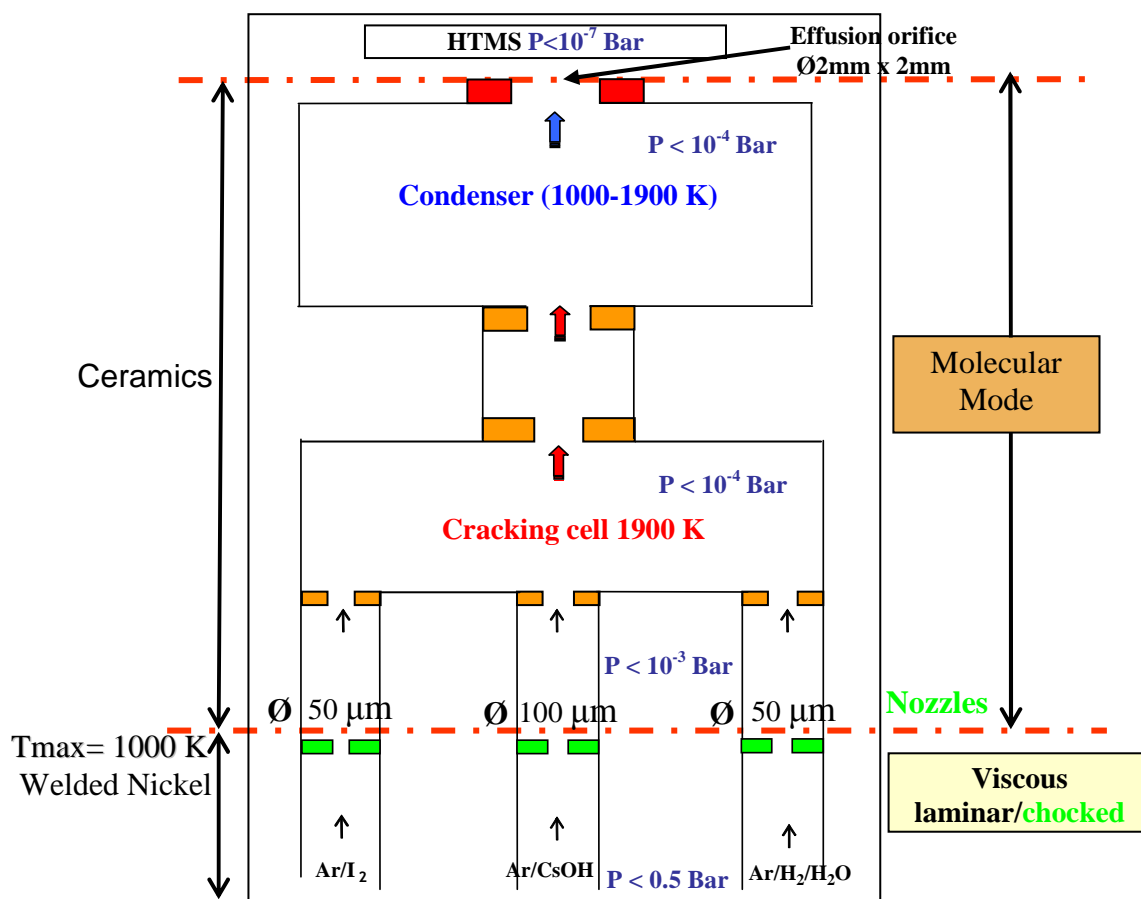 HTMS P<10⁻⁷ Bar
Effusion orifice
Ø2mm x 2mm
P < 10⁻⁴ Bar
Condenser (1000-1900 K)
Ceramics
Molecular
Mode
P < 10⁻⁴ Bar
Cracking cell 1900 K
P < 10⁻³ Bar
Ø 50 μm
Ø 100 μm
Ø 50 μm
Nozzles
Tmax= 1000 K
Welded Nickel
Viscous
laminar/chocked
Ar/I₂
Ar/CsOH
P < 0.5 Bar
Ar/H₂/H₂O